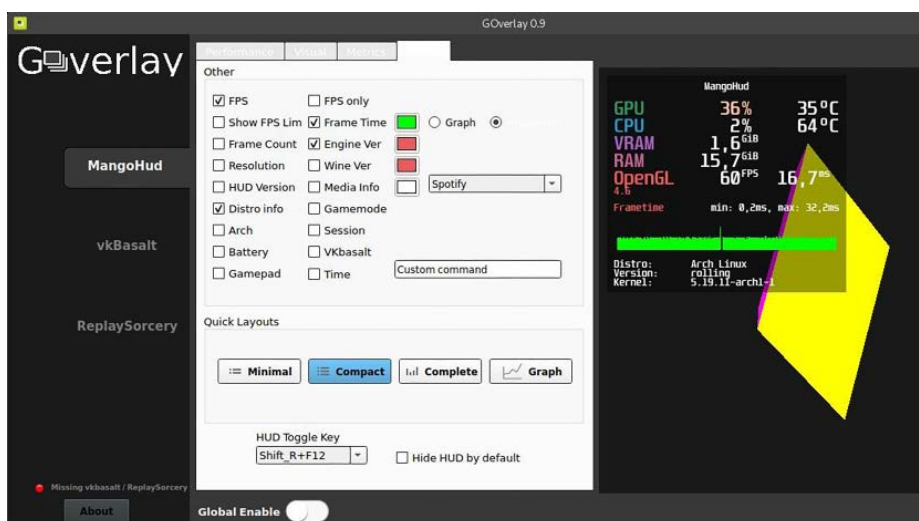 GOverlay 0.9
Goverlay
MangoHud
vkBasalt
ReplaySorcery
Missing vkbasalt / ReplaySorcery
About
Performance Visual Metrics
Other
FPS FPS only
Show FPS Lim Frame Time Graph
Frame Count Engine Ver
Resolution Wine Ver
HUD Version Media Info Spotify
Distro info Gamemode
Arch Session
Battery VKbasalt
Gamepad Time Custom command
Quick Layouts
Minimal Compact Complete Graph
HUD Toggle Key
Shift_R+F12 Hide HUD by default
Global Enable
MangoHud
GPU 36% 35°C
CPU 2% 64°C
VRAM 1,6GiB
RAM 15,7GiB
OpenGL 60FPS 16,7ms
4.6
Frametime min: 0,2ms, max: 32,2ms
Distro: Arch Linux
Version: rolling
Kernel: 5.19.11-arch1-1